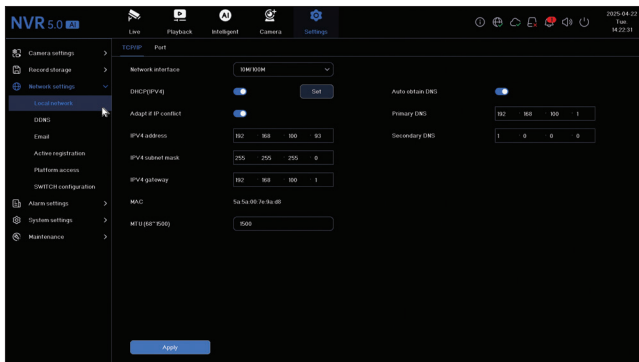 NVR 5.0 AI
Live
Playback
AI
Intelligent
Camera
Settings
2025-04-22
Tue
14:22:31
Camera settings
Record storage
Network settings
Local network
DDNS
Email
Active registration
Platform access
SWITCH configuration
Alarm settings
System settings
Maintenance
TCP/IP Port
Network interface 10M/100M
DHCP(IPV4) Set Auto obtain DNS
Adapt if IP conflict Primary DNS 192 · 168 · 100 · 1
IPV4 address 192 · 168 · 100 · 93 Secondary DNS 1 · 0 · 0 · 0
IPV4 subnet mask 255 · 255 · 255 · 0
IPV4 gateway 192 · 168 · 100 · 1
MAC 5a:5a:00:7e:9a:d8
MTU (68~1500) 1500
Apply